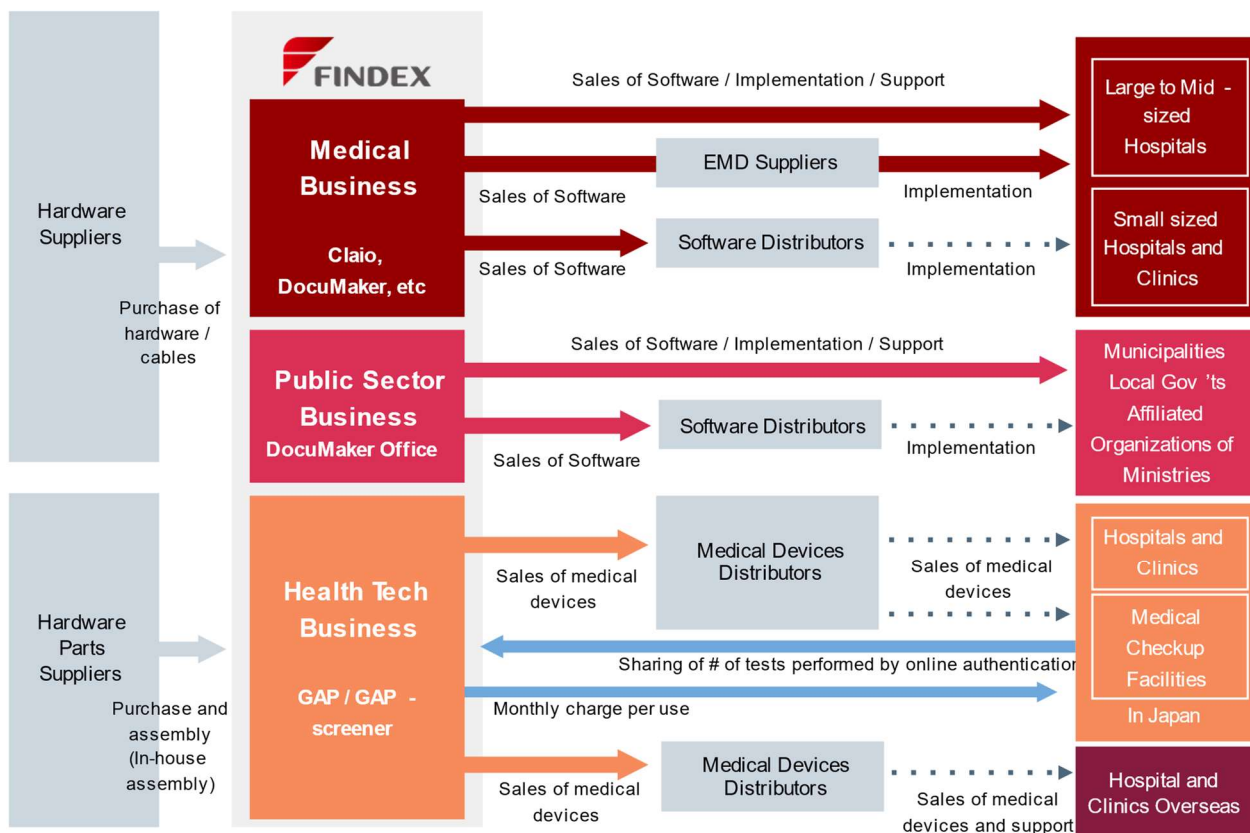 FINDEX
Hardware
Suppliers
Purchase of
hardware /
cables
Medical
Business
Claio,
DocuMaker, etc
Sales of Software / Implementation / Support
Sales of Software
EMD Suppliers
Implementation
Sales of Software
Software Distributors
Implementation
Large to Mid -
sized
Hospitals
Small sized
Hospitals and
Clinics
Public Sector
Business
DocuMaker Office
Sales of Software / Implementation / Support
Sales of Software
Software Distributors
Implementation
Municipalities
Local Gov 'ts
Affiliated
Organizations of
Ministries
Hardware
Parts
Suppliers
Purchase and
assembly
(In-house
assembly)
Health Tech
Business
GAP / GAP -
screener
Sales of medical
devices
Medical Devices
Distributors
Sales of medical
devices
Sharing of # of tests performed by online authentication
Monthly charge per use
Hospitals and
Clinics
Medical
Checkup
Facilities
In Japan
Sales of medical
devices
Medical Devices
Distributors
Sales of medical
devices and support
Hospital and
Clinics Overseas